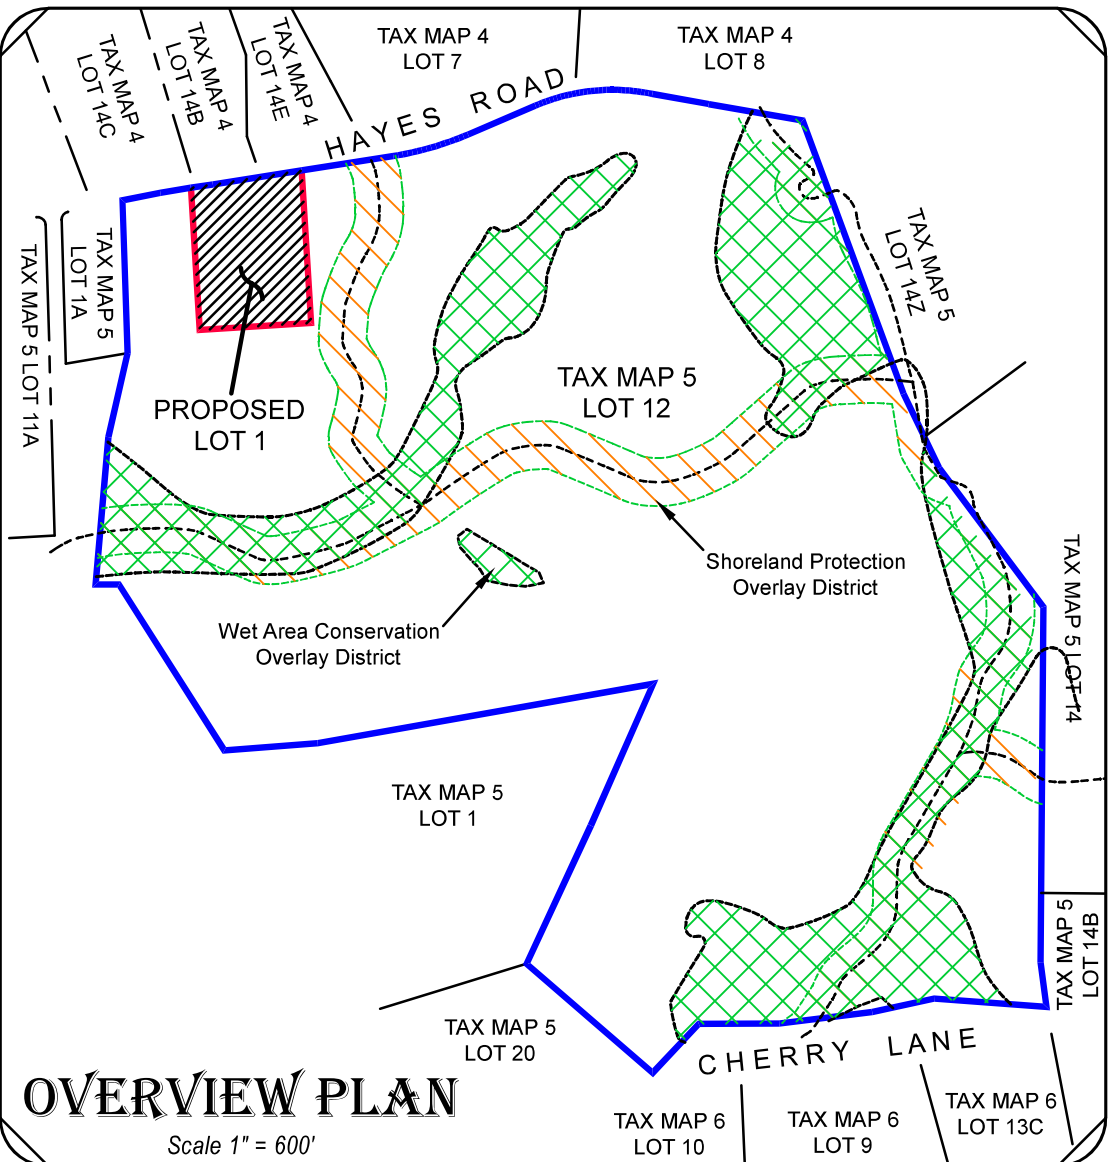 TAX MAP 4
LOT 14C
TAX MAP 4
LOT 14B
TAX MAP 4
LOT 14E
TAX MAP 4
LOT 7
TAX MAP 4
LOT 8
HAYES ROAD
TAX MAP 5
LOT 14Z
TAX MAP 5 LOT 11A
TAX MAP 5
LOT 1A
PROPOSED
LOT 1
TAX MAP 5
LOT 12
Shoreland Protection
Overlay District
Wet Area Conservation
Overlay District
TAX MAP 5 LOT 14
TAX MAP 5
LOT 1
TAX MAP 5
LOT 14B
TAX MAP 5
LOT 20
CHERRY LANE
OVERVIEW PLAN
Scale 1" = 600'
TAX MAP 6
LOT 10
TAX MAP 6
LOT 9
TAX MAP 6
LOT 13C